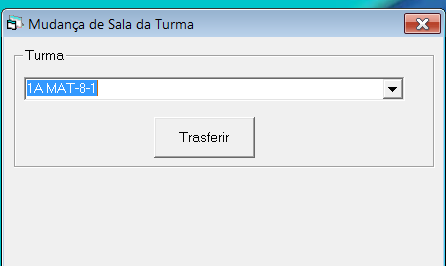 Mudança de Sala da Turma
Turma
1A MAT-8-1
Trasferir